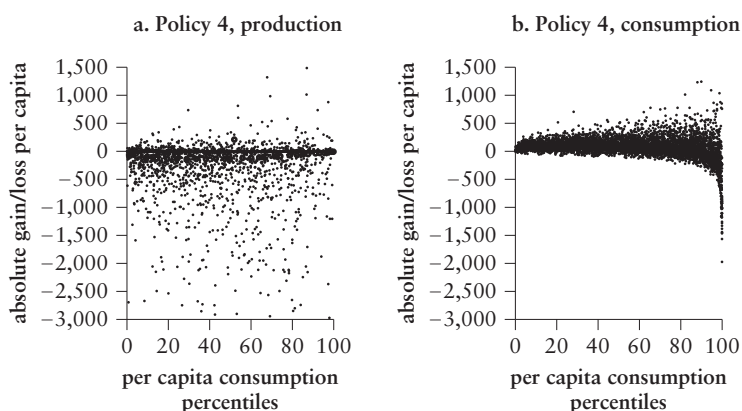 a. Policy 4, production
absolute gain/loss per capita
1,500
1,000
500
0
−500
−1,000
−1,500
−2,000
−2,500
−3,000
0 20 40 60 80 100
per capita consumption
percentiles
b. Policy 4, consumption
absolute gain/loss per capita
1,500
1,000
500
0
−500
−1,000
−1,500
−2,000
−2,500
−3,000
0 20 40 60 80 100
per capita consumption
percentiles